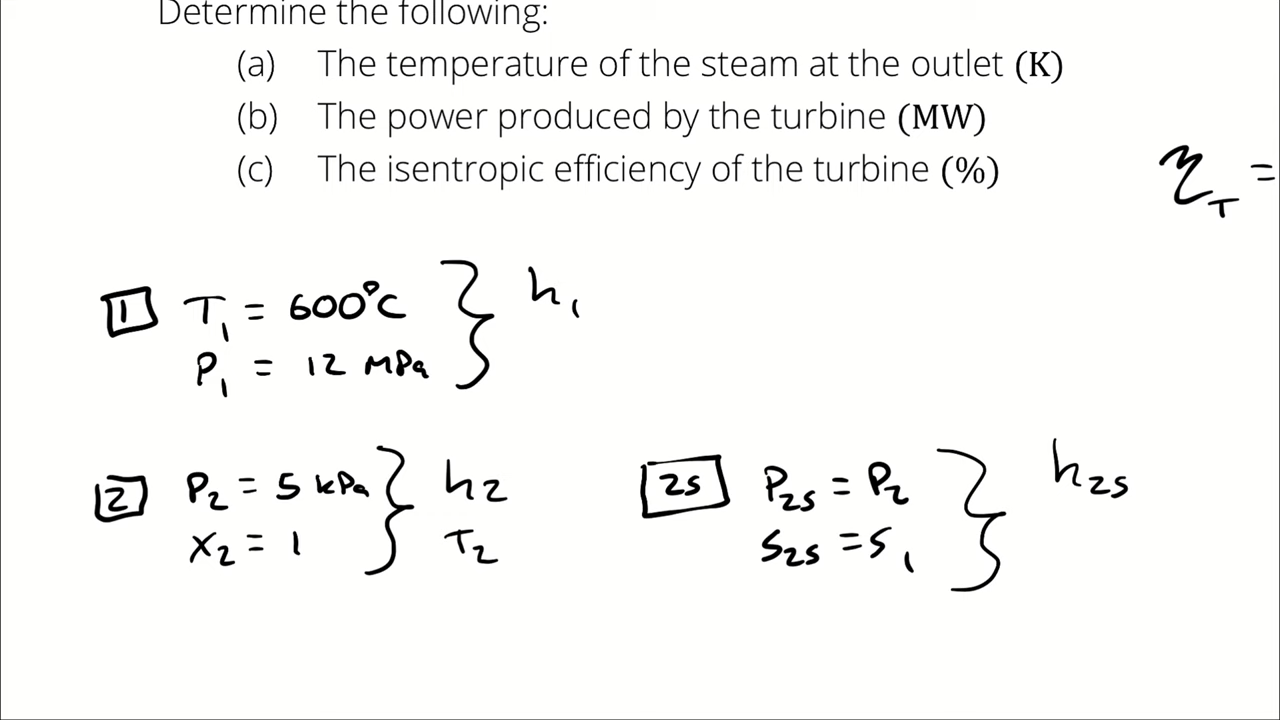 Determine the following:
(a) The temperature of the steam at the outlet (K)
(b) The power produced by the turbine (MW)
(c) The isentropic efficiency of the turbine (%)
η_T =
1 T₁ = 600°C } h₁
P₁ = 12 MPa
2 P₂ = 5 kPa } h₂
x₂ = 1 T₂
2s P₂s = P₂ } h₂s
s₂s = s₁